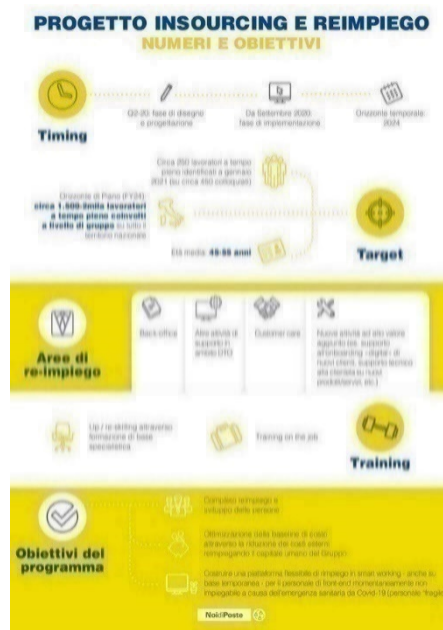 PROGETTO INSOURCING E REIMPIEGO
NUMERI E OBIETTIVI
Timing
Q2-20: fase di disegno
e progettazione
Da Settembre 2020:
fase di implementazione
Orizzonte temporale:
2024
Circa 250 lavoratori a tempo
pieno identificati a gennaio
2021 (su circa 450 colloquiati)
Orizzonte di Piano (FY24):
circa 1.500-2mila lavoratori
a tempo pieno coinvolti
a livello di gruppo su tutto il
territorio nazionale
Età media: 45-55 anni
Target
Aree di
re-impiego
Back-office
Altre attività di
supporto in
ambito DTO
Customer care
Nuove attività ad alto valore
aggiunto (es. supporto
all'onboarding «digital» di
nuovi clienti, supporto tecnico
alla clientela su nuovi
prodotti/servizi, etc.)
Up / re-skilling attraverso
formazione di base
specialistica
Training on the job
Training
Obiettivi del
programma
Completo reimpiego e
sviluppo delle persone
Ottimizzazione della baseline di costi
attraverso la riduzione dei costi esterni
reimpiegando il capitale umano del Gruppo
Costruire una piattaforma flessibile di reimpiego in smart working - anche su
base temporanea - per il personale di front-end momentaneamente non
impiegabile a causa dell'emergenza sanitaria da Covid-19 (personale "fragile
NoidiPoste